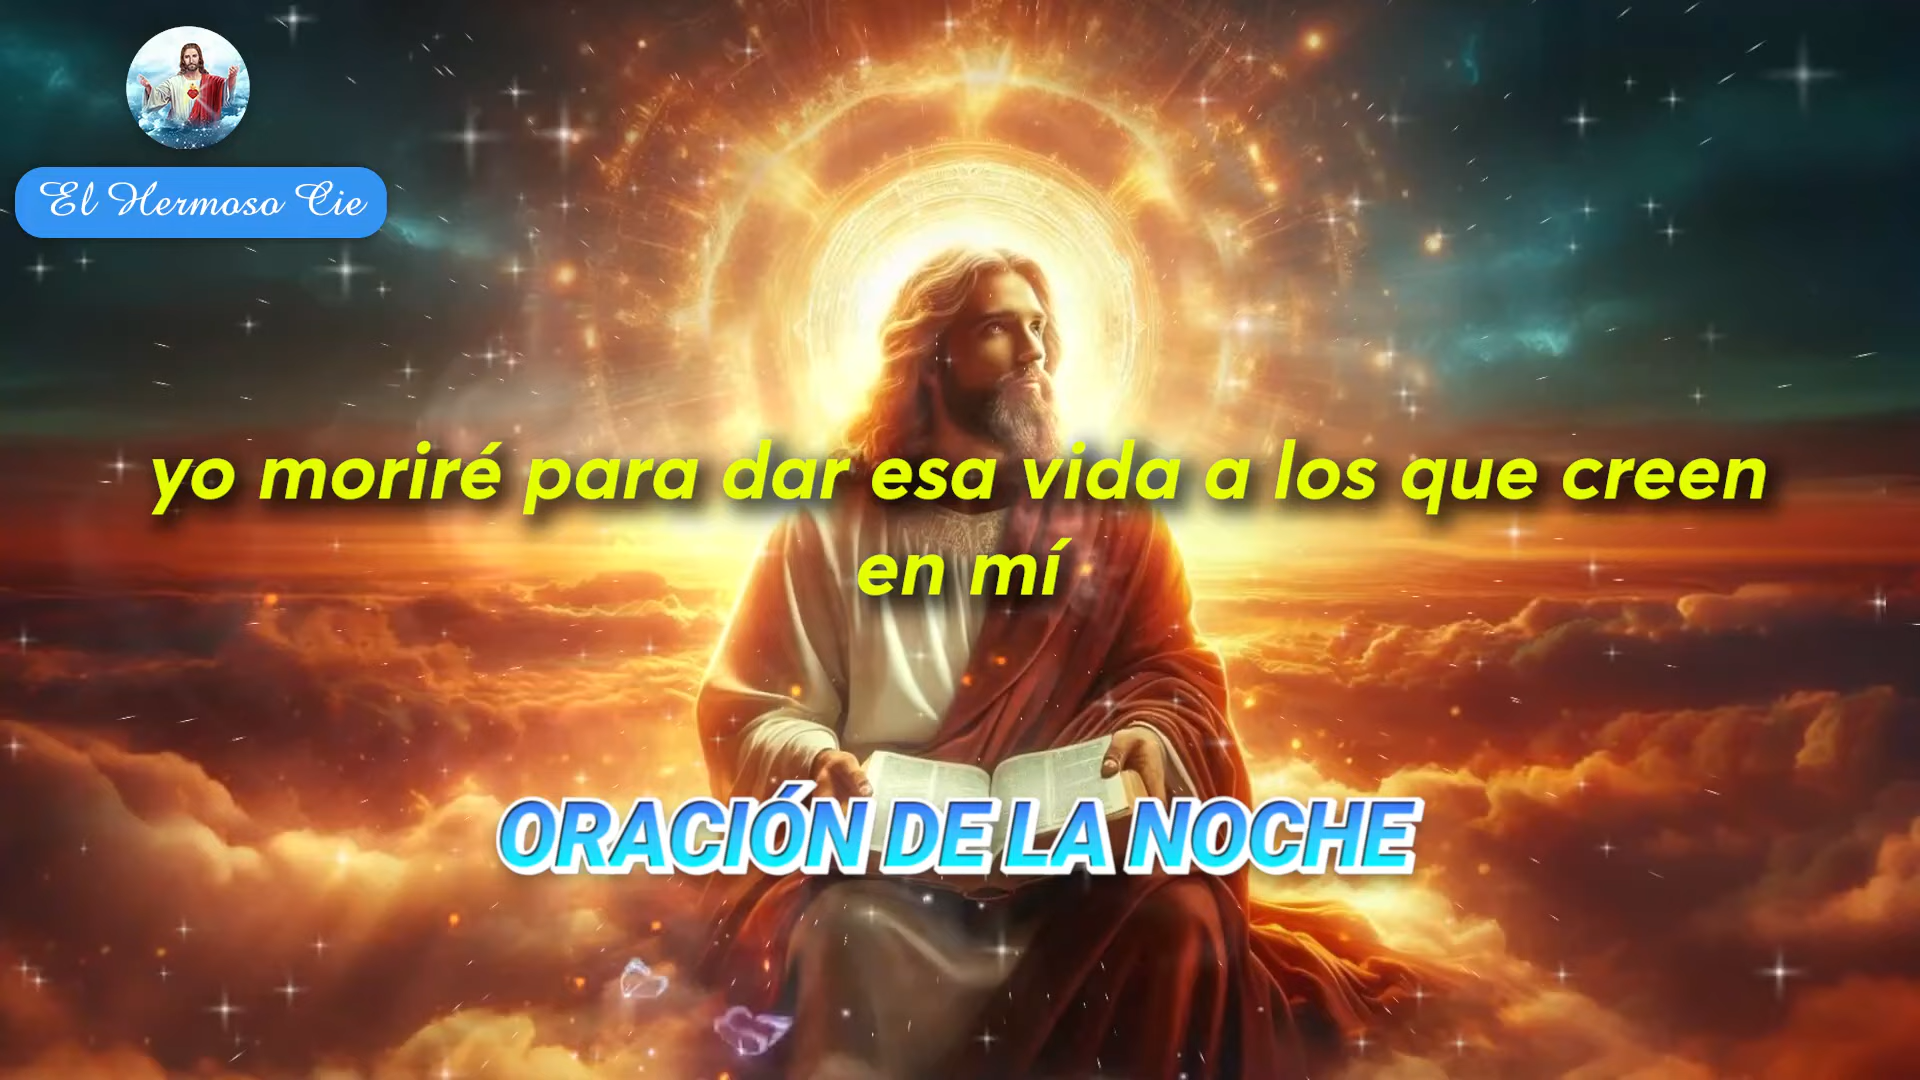 El Hermoso Cie
yo moriré para dar esa vida a los que creen
en mí
ORACIÓN DE LA NOCHE